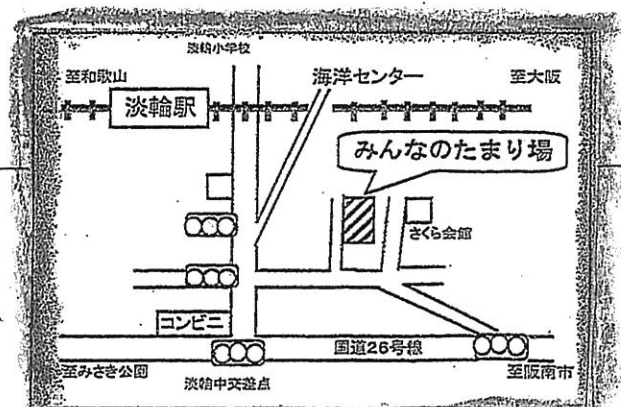 淡輪小学校
至和歌山
海洋センター
至大阪
淡輪駅
みんなのたまり場
さくら会館
コンビニ
国道26号線
至みさき公園
淡輪中交差点
至阪南市